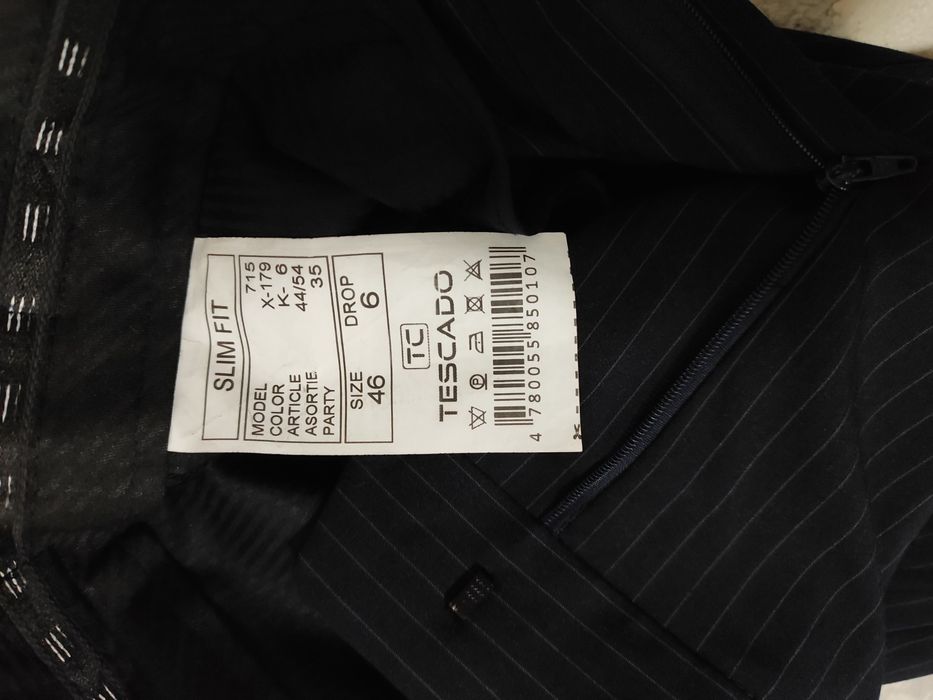 SLIM FIT
MODEL 715
COLOR X-179
ARTICLE K- 6
ASORTIE 44/54
PARTY 35
SIZE DROP
46 6
TC
TESCADO
4 780055 850107